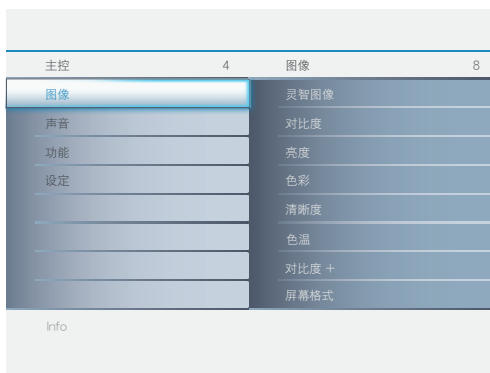 主控 4
图像
声音
功能
设定
图像 8
灵智图像
对比度
亮度
色彩
清晰度
色温
对比度 +
屏幕格式
Info